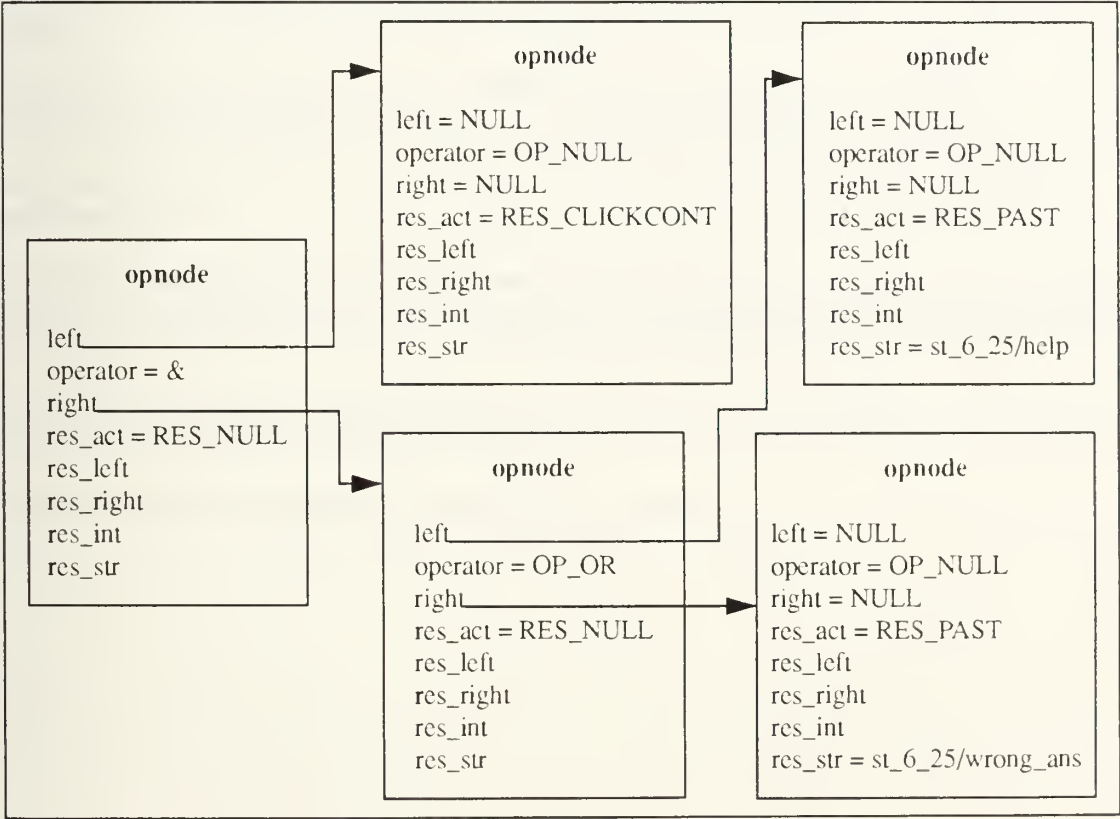 opnode
left
operator = &
right
res_act = RES_NULL
res_left
res_right
res_int
res_str
opnode
left = NULL
operator = OP_NULL
right = NULL
res_act = RES_CLICKCONT
res_left
res_right
res_int
res_str
opnode
left
operator = OP_OR
right
res_act = RES_NULL
res_left
res_right
res_int
res_str
opnode
left = NULL
operator = OP_NULL
right = NULL
res_act = RES_PAST
res_left
res_right
res_int
res_str = st_6_25/help
opnode
left = NULL
operator = OP_NULL
right = NULL
res_act = RES_PAST
res_left
res_right
res_int
res_str = st_6_25/wrong_ans